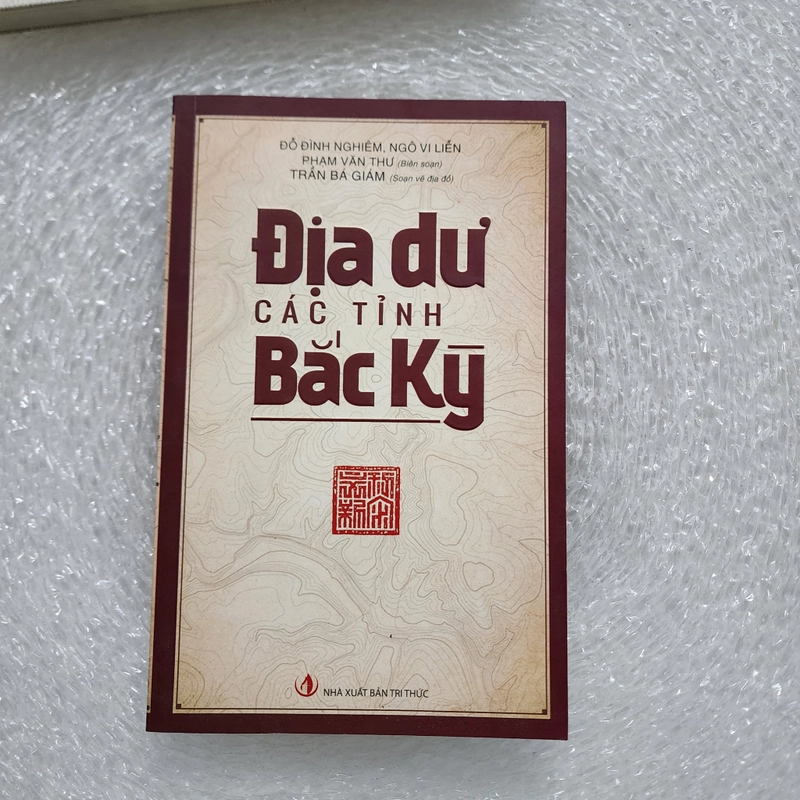 ĐỖ ĐÌNH NGHIÊM, NGÔ VI LIỄN
PHẠM VĂN THƯ (Biên soạn)
TRẦN BÁ GIÁM (Soạn vẽ địa đồ)
Địa dư
CÁC TỈNH
Bắc Kỳ
NHÀ XUẤT BẢN TRI THỨC